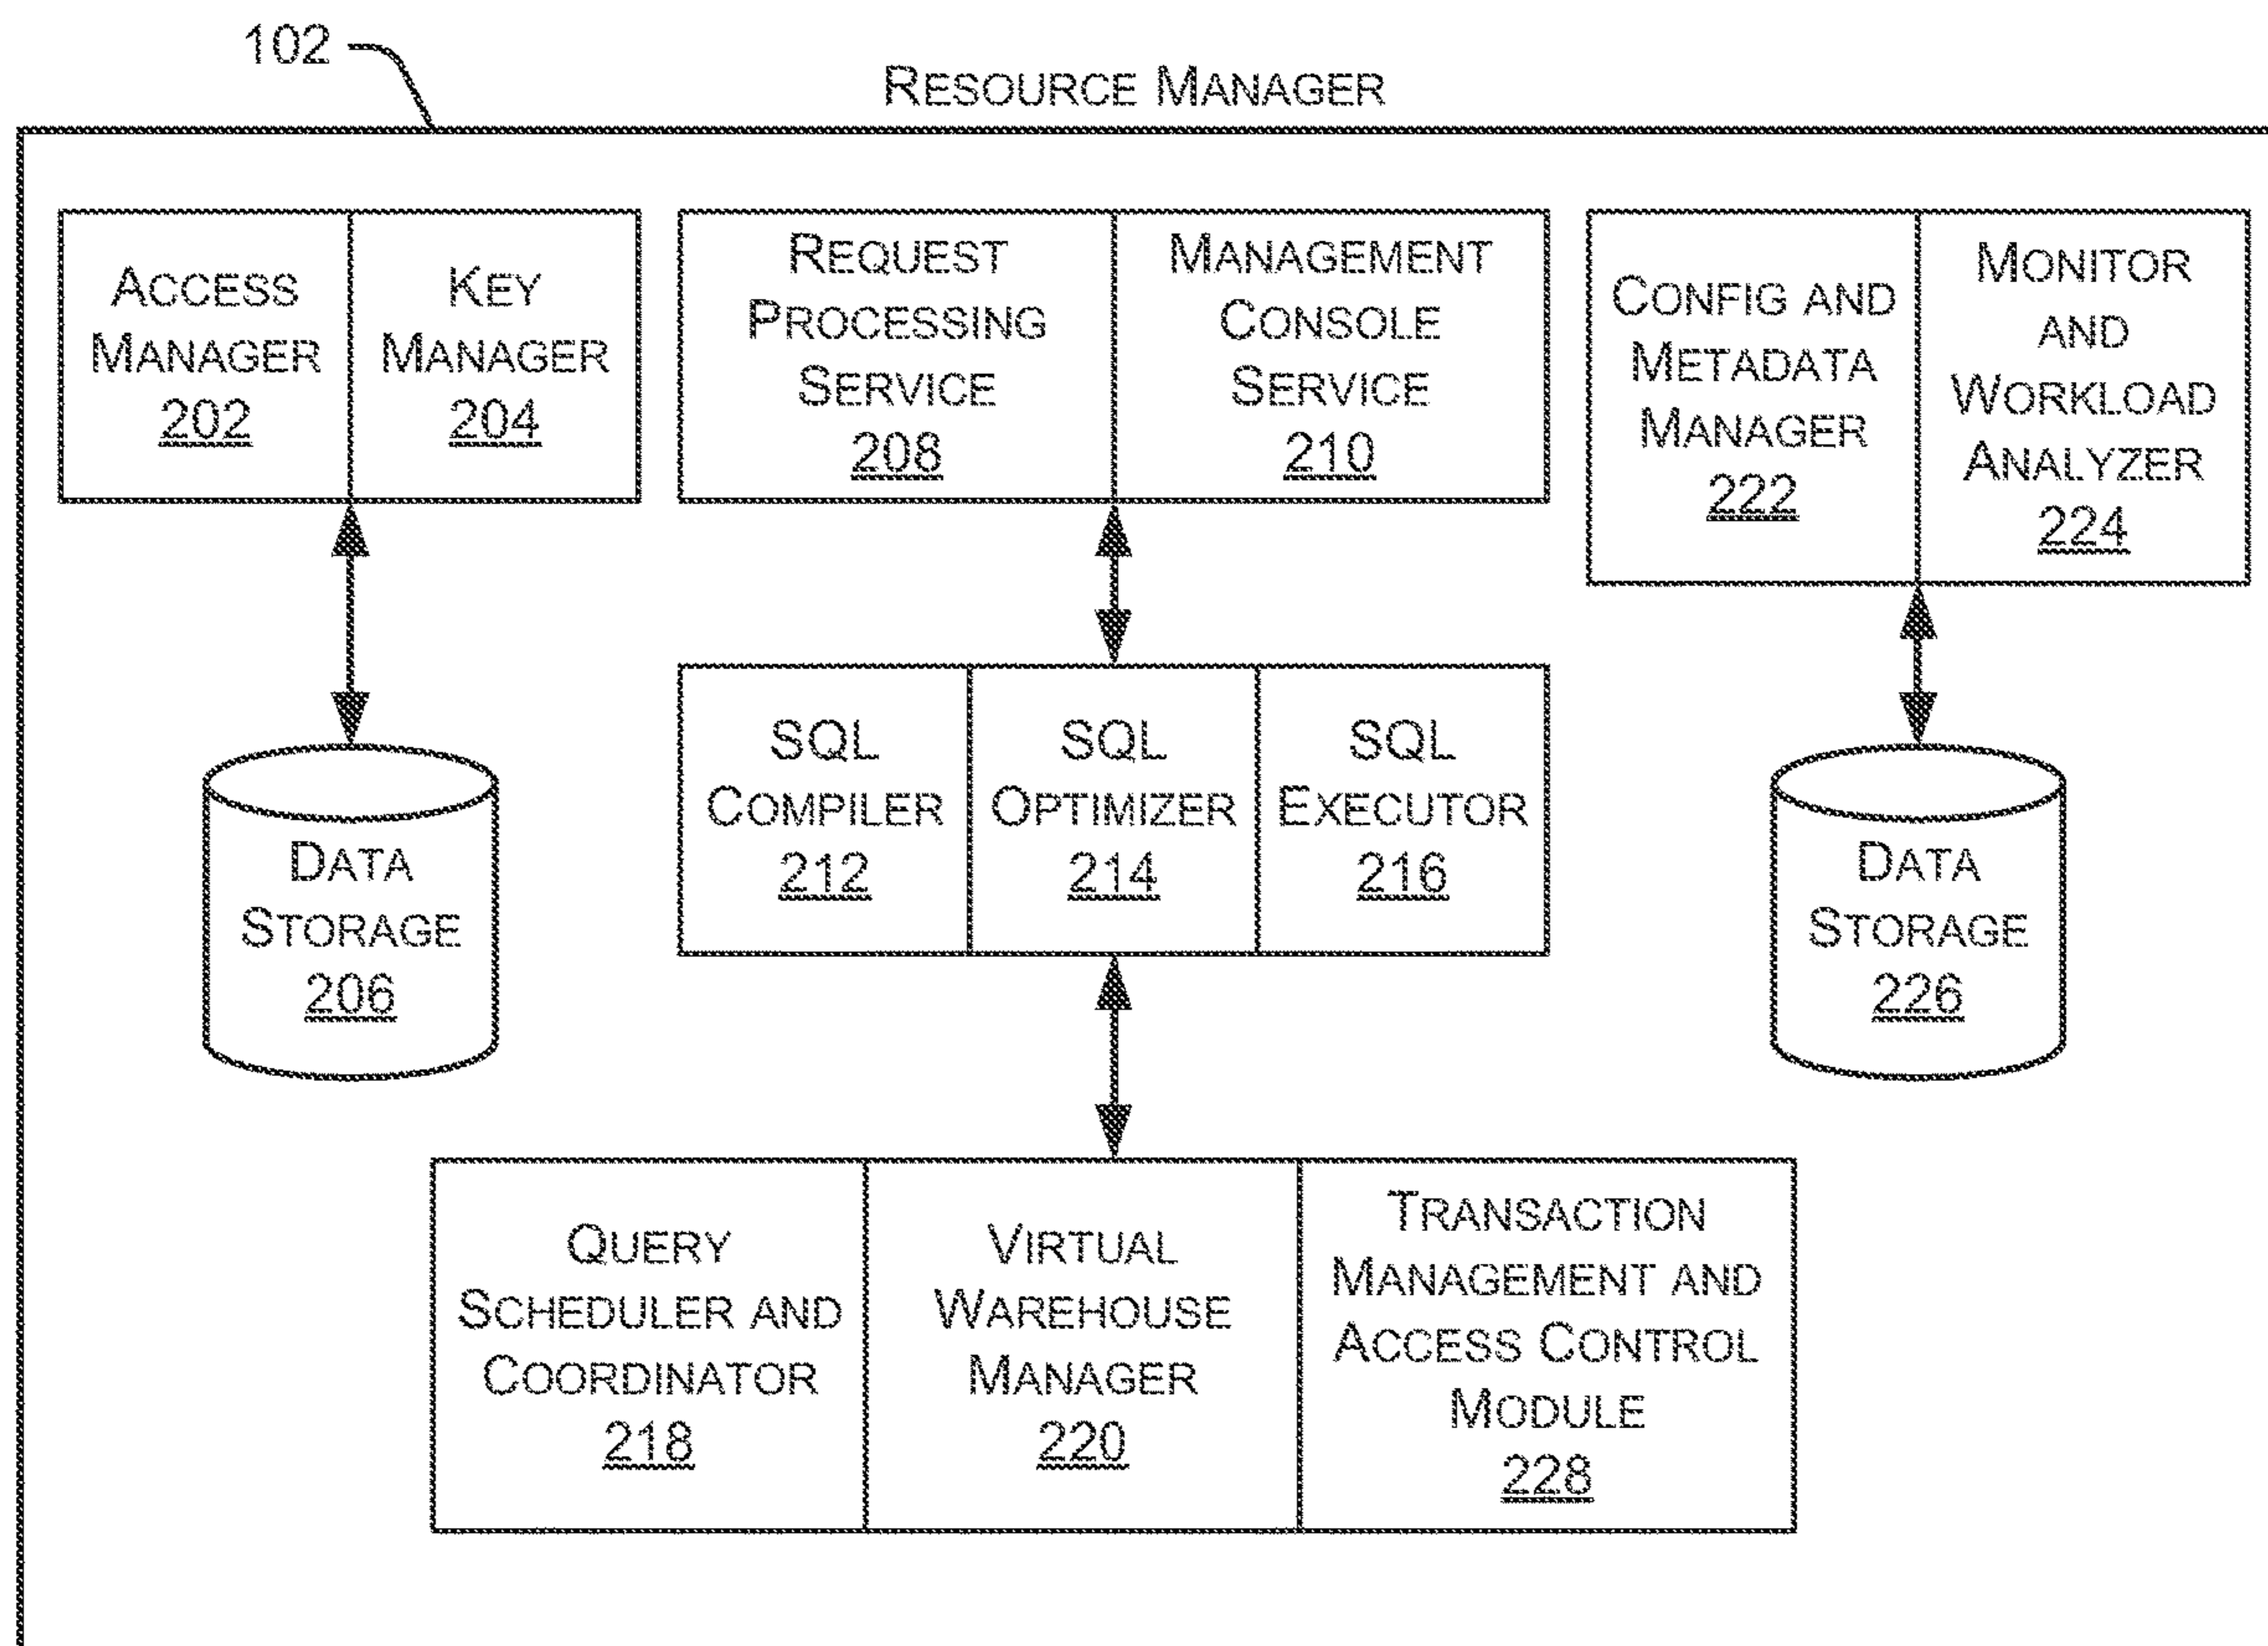 102
RESOURCE MANAGER
ACCESS
MANAGER
202
KEY
MANAGER
204
REQUEST
PROCESSING
SERVICE
208
MANAGEMENT
CONSOLE
SERVICE
210
CONFIG AND
METADATA
MANAGER
222
MONITOR
AND
WORKLOAD
ANALYZER
224
DATA
STORAGE
206
SQL
COMPILER
212
SQL
OPTIMIZER
214
SQL
EXECUTOR
216
DATA
STORAGE
226
QUERY
SCHEDULER AND
COORDINATOR
218
VIRTUAL
WAREHOUSE
MANAGER
220
TRANSACTION
MANAGEMENT AND
ACCESS CONTROL
MODULE
228